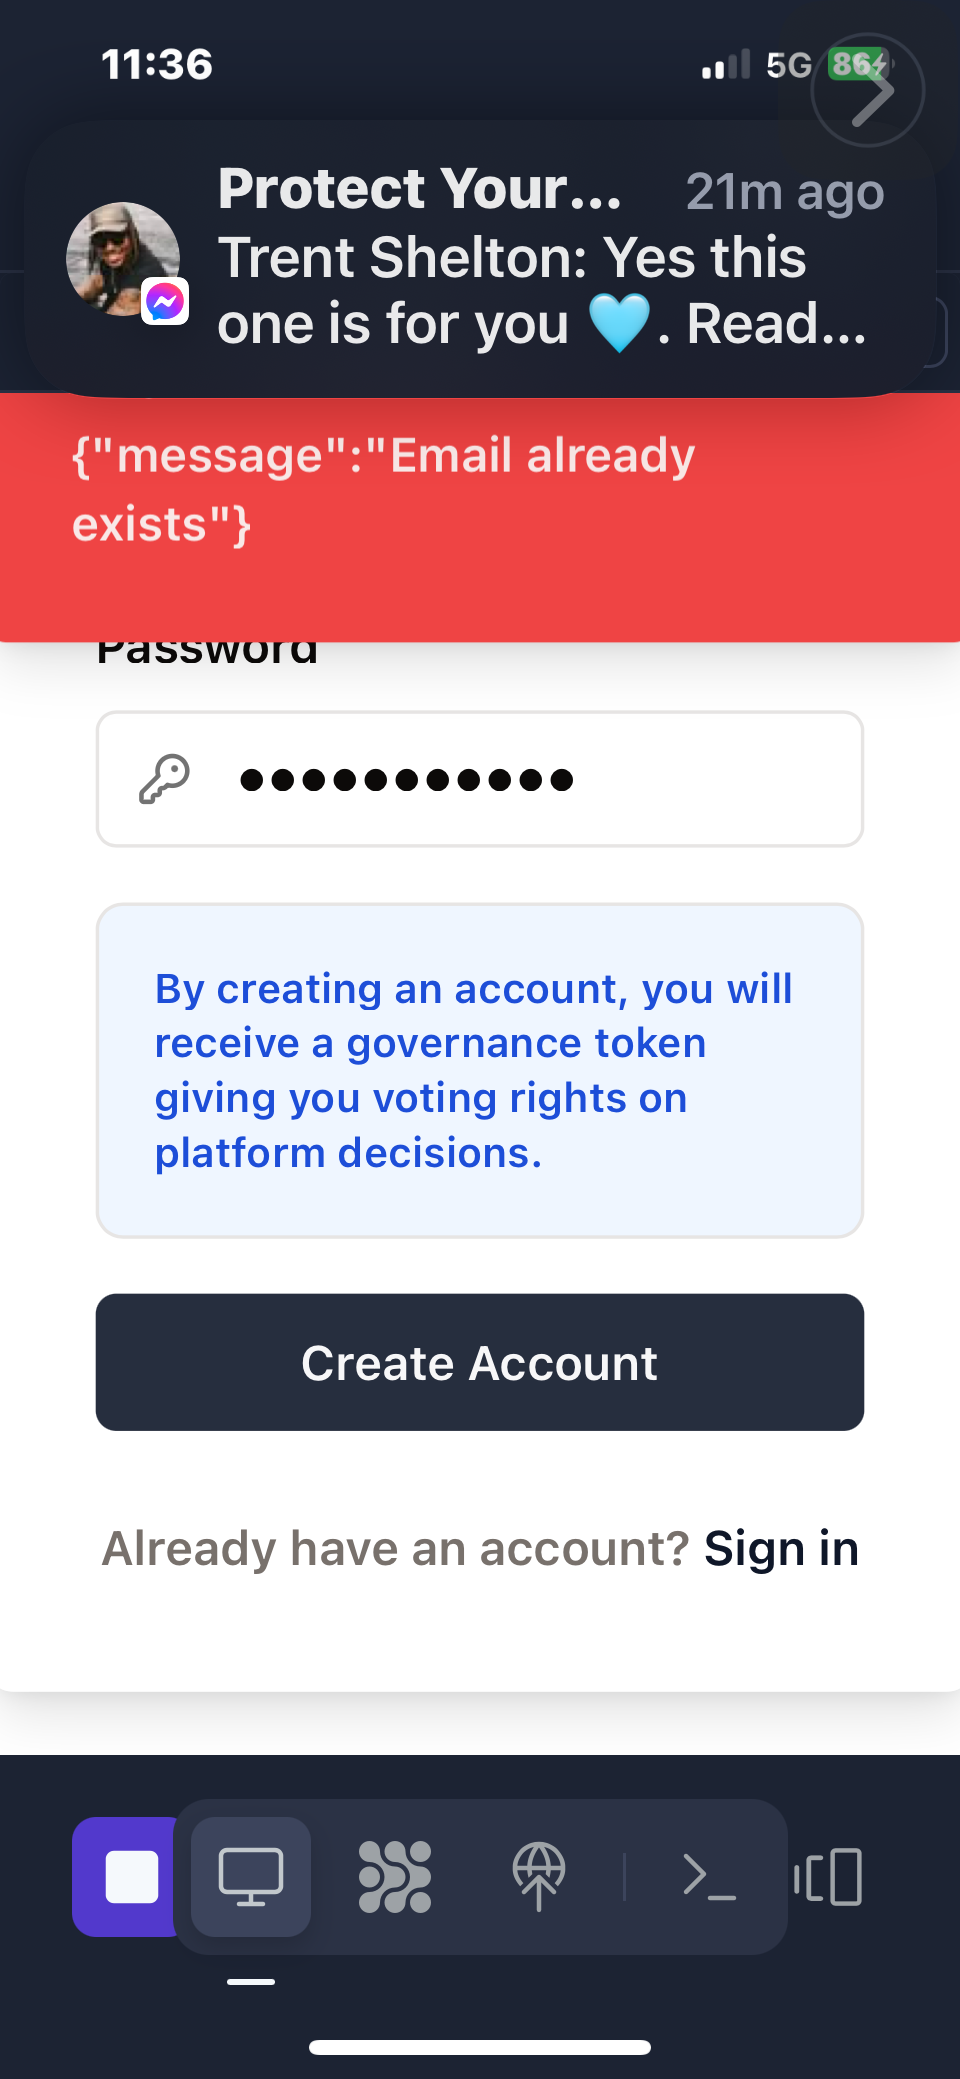 11:36
5G
86
Protect Your...
21m ago
Trent Shelton: Yes this
one is for you 🩵. Read...
{"message":"Email already
exists"}
Password
By creating an account, you will
receive a governance token
giving you voting rights on
platform decisions.
Create Account
Already have an account? Sign in